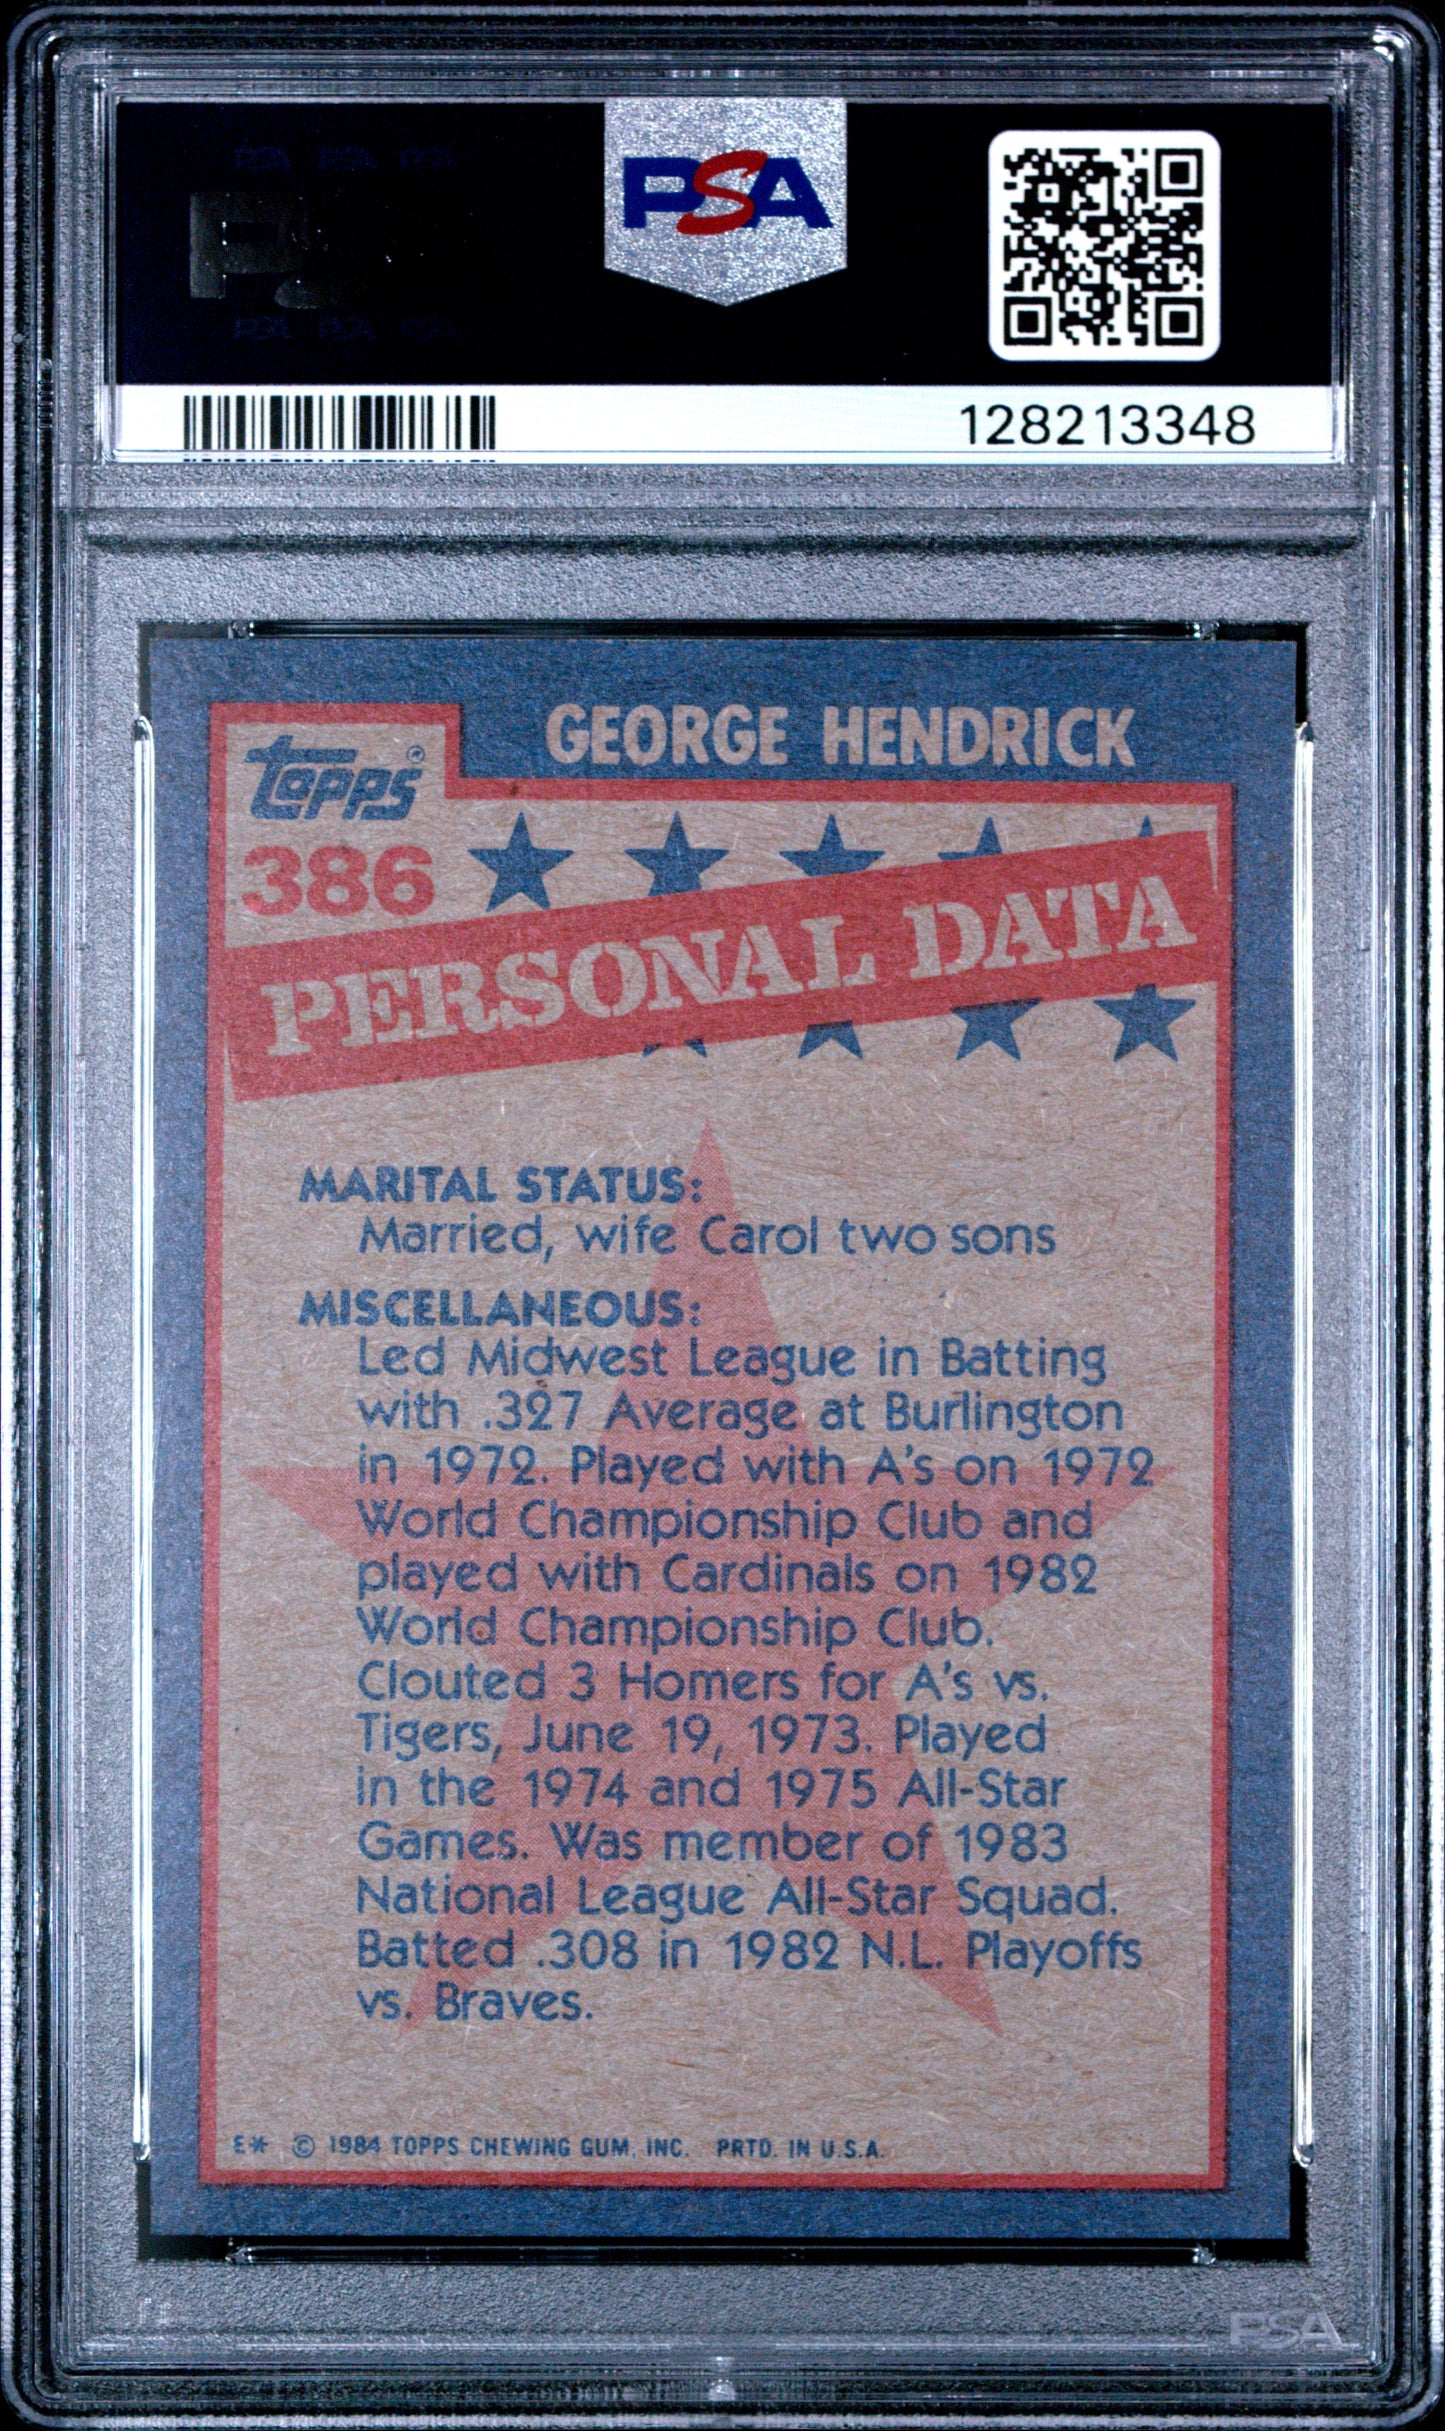 PSA
128213348
GEORGE HENDRICK
TOPPS ®
386
PERSONAL DATA
MARITAL STATUS:
Married, wife Carol two sons
MISCELLANEOUS:
Led Midwest League in Batting
with .327 Average at Burlington
in 1972. Played with A's on 1972
World Championship Club and
played with Cardinals on 1982
World Championship Club.
Clouted 3 Homers for A's vs.
Tigers, June 19, 1973. Played
in the 1974 and 1975 All-Star
Games. Was member of 1983
National League All-Star Squad.
Batted .308 in 1982 N.L. Playoffs
vs. Braves.
E* © 1984 TOPPS CHEWING GUM, INC. PRTD. IN U.S.A.
PSA